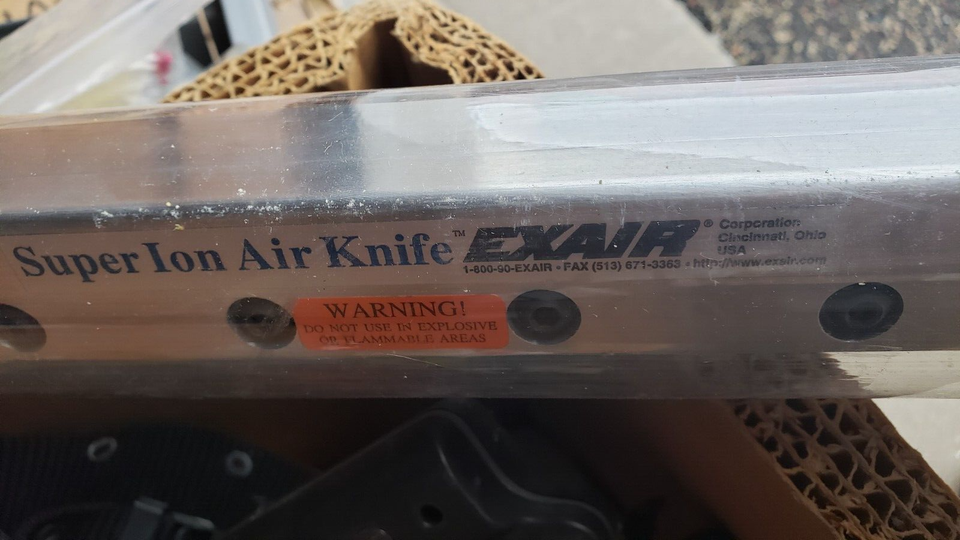 Super Ion Air Knife™
EXAIR®
Corporation
Cincinnati, Ohio
USA
1-800-90-EXAIR • FAX (513) 671-3363 • http://www.exair.com
WARNING!
DO NOT USE IN EXPLOSIVE
OR FLAMMABLE AREAS